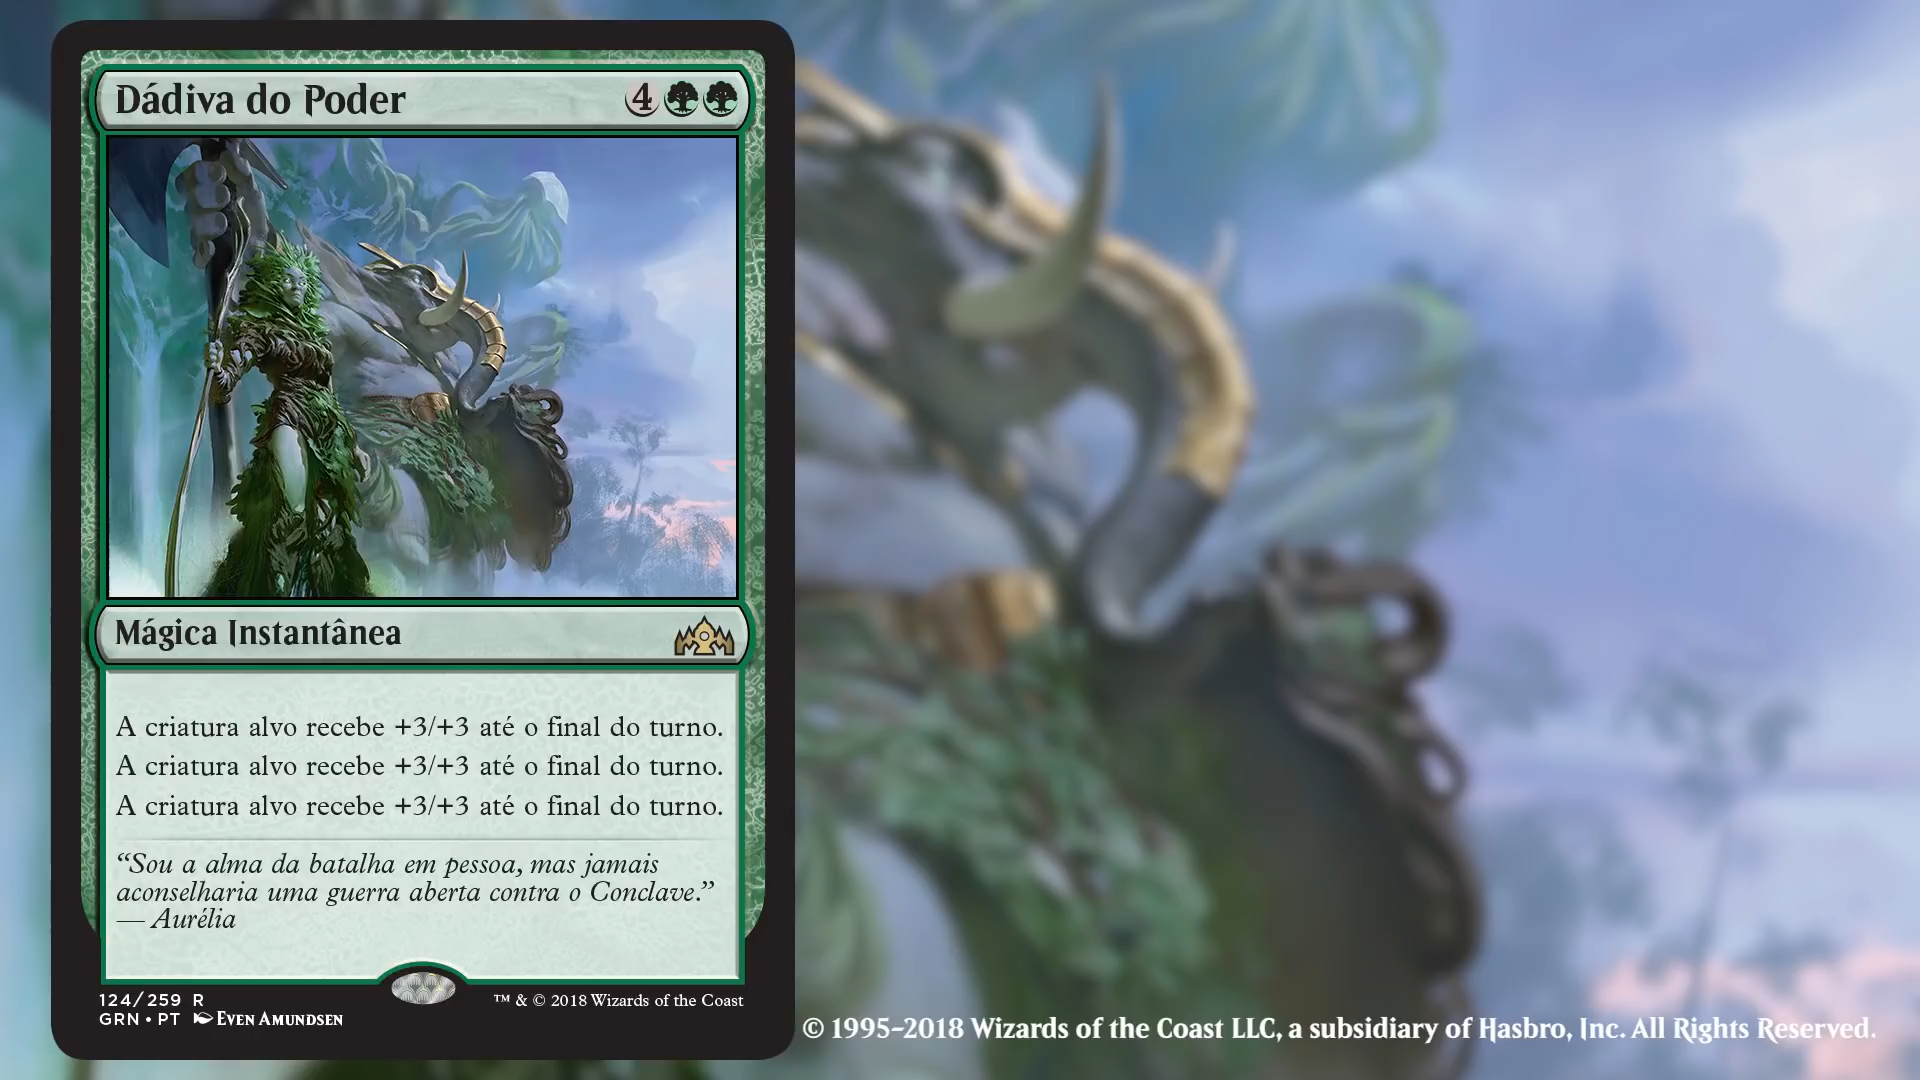 Dádiva do Poder 4
Mágica Instantânea
A criatura alvo recebe +3/+3 até o final do turno.
A criatura alvo recebe +3/+3 até o final do turno.
A criatura alvo recebe +3/+3 até o final do turno.
“Sou a alma da batalha em pessoa, mas jamais
aconselharia uma guerra aberta contra o Conclave.”
— Aurélia
124/259 R
GRN • PT Even Amundsen
™ & © 2018 Wizards of the Coast
© 1995–2018 Wizards of the Coast LLC, a subsidiary of Hasbro, Inc. All Rights Reserved.